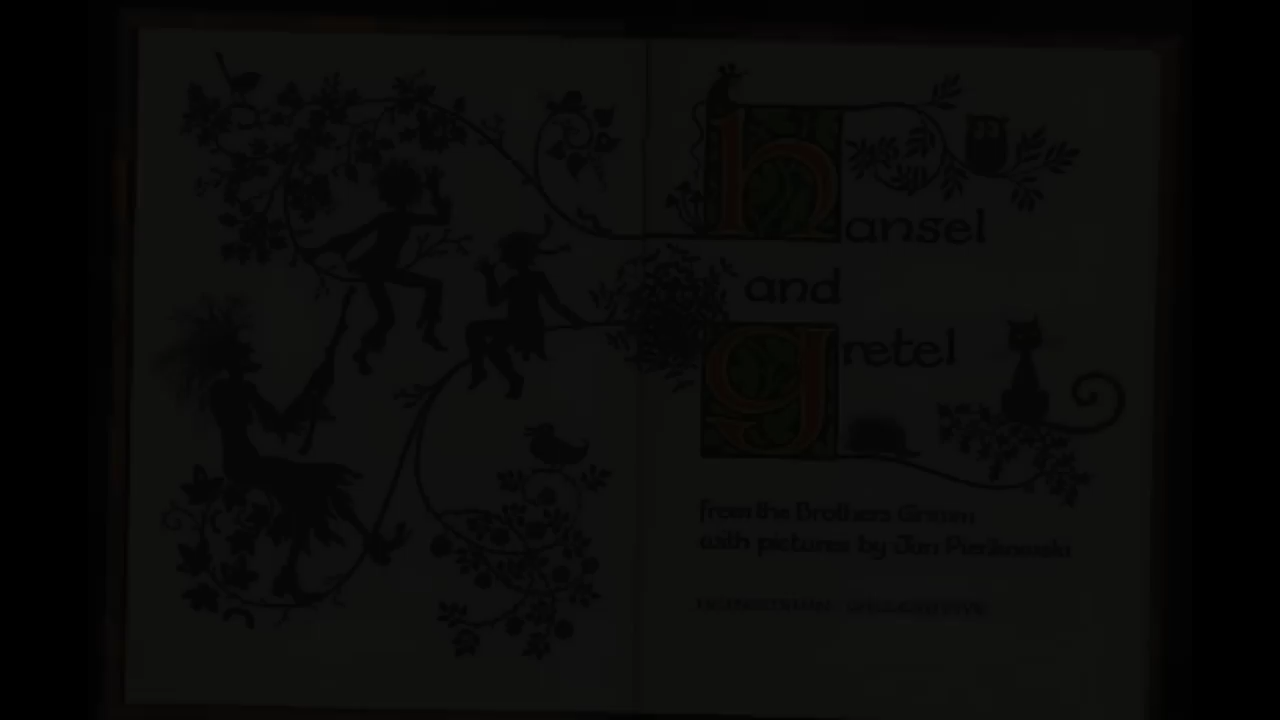 hansel
and
gretel
from the Brothers Grimm
with pictures by Jan Pieńkowski